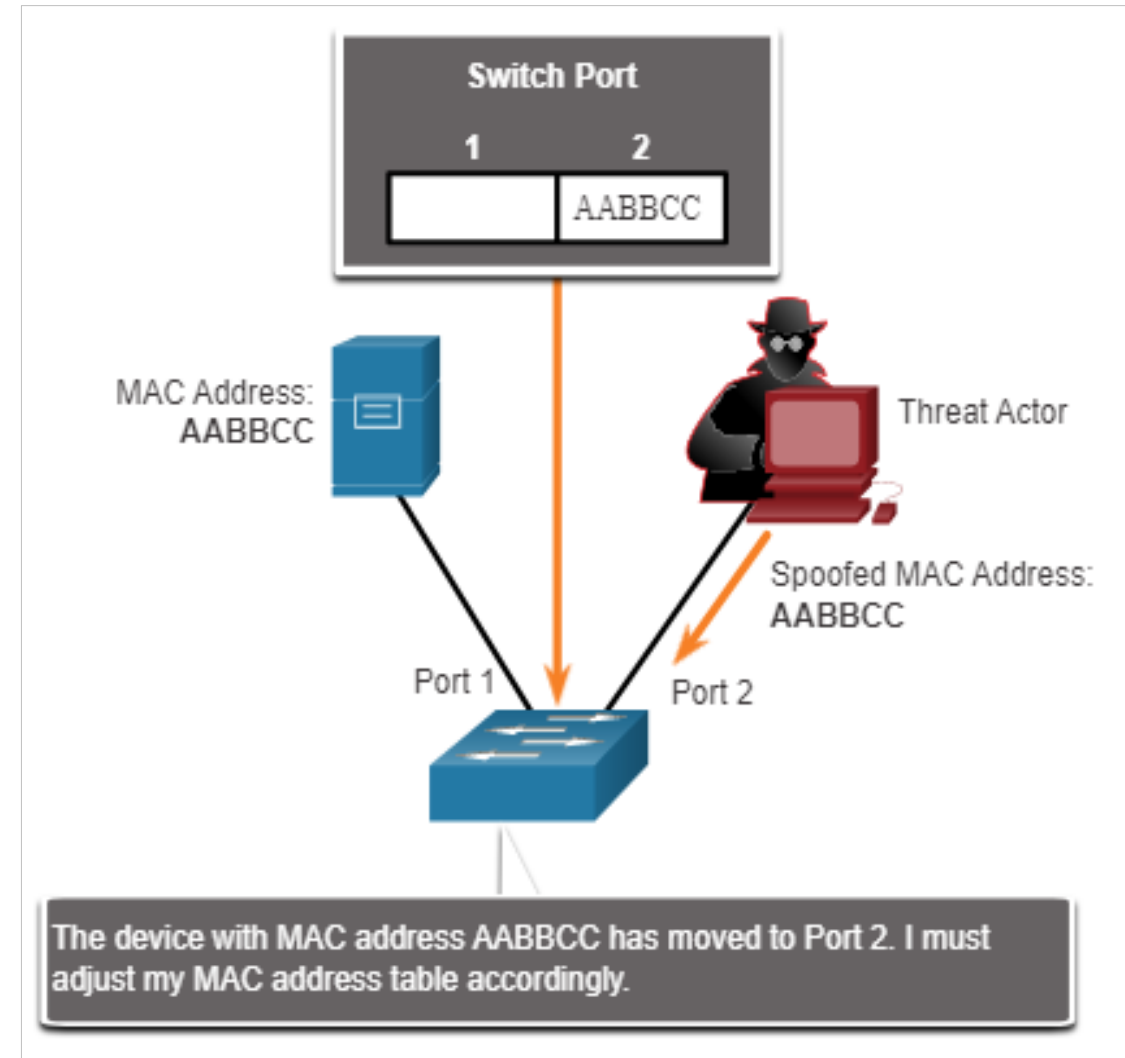 Switch Port
1 2
AABBCC
MAC Address:
AABBCC
Threat Actor
Spoofed MAC Address:
AABBCC
Port 1
Port 2
The device with MAC address AABBCC has moved to Port 2. I must
adjust my MAC address table accordingly.